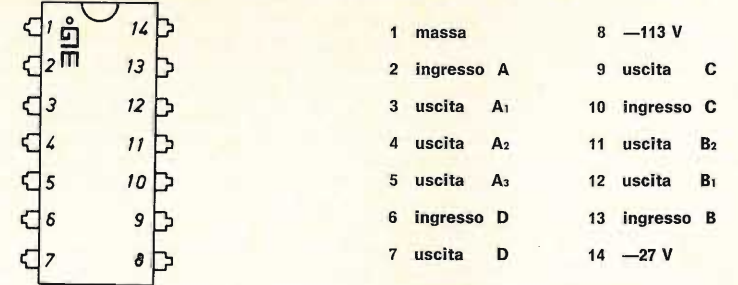 1 14
2 13
3 12
4 11
5 10
6 9
7 8
GIE
1 massa
2 ingresso A
3 uscita A1
4 uscita A2
5 uscita A3
6 ingresso D
7 uscita D
8 —113 V
9 uscita C
10 ingresso C
11 uscita B2
12 uscita B1
13 ingresso B
14 —27 V